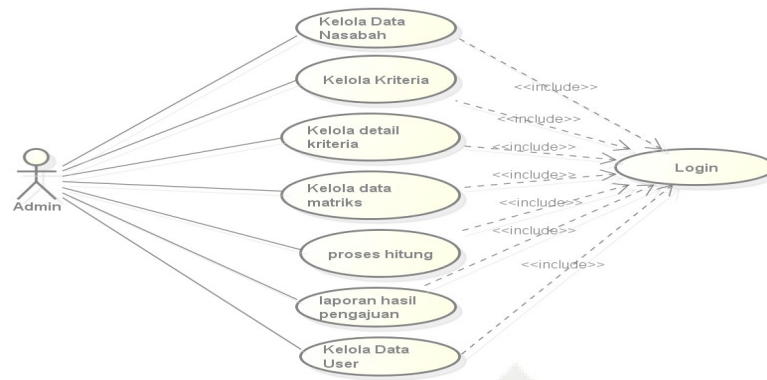 Kelola Data
Nasabah
<<include>>
Kelola Kriteria
<<include>>
Kelola detail
kriteria
<<include>>
Admin
Login
Kelola data
matriks
<<include>>
<<include>>
proses hitung
<<include>>
laporan hasil
pengajuan
<<include>>
Kelola Data
User